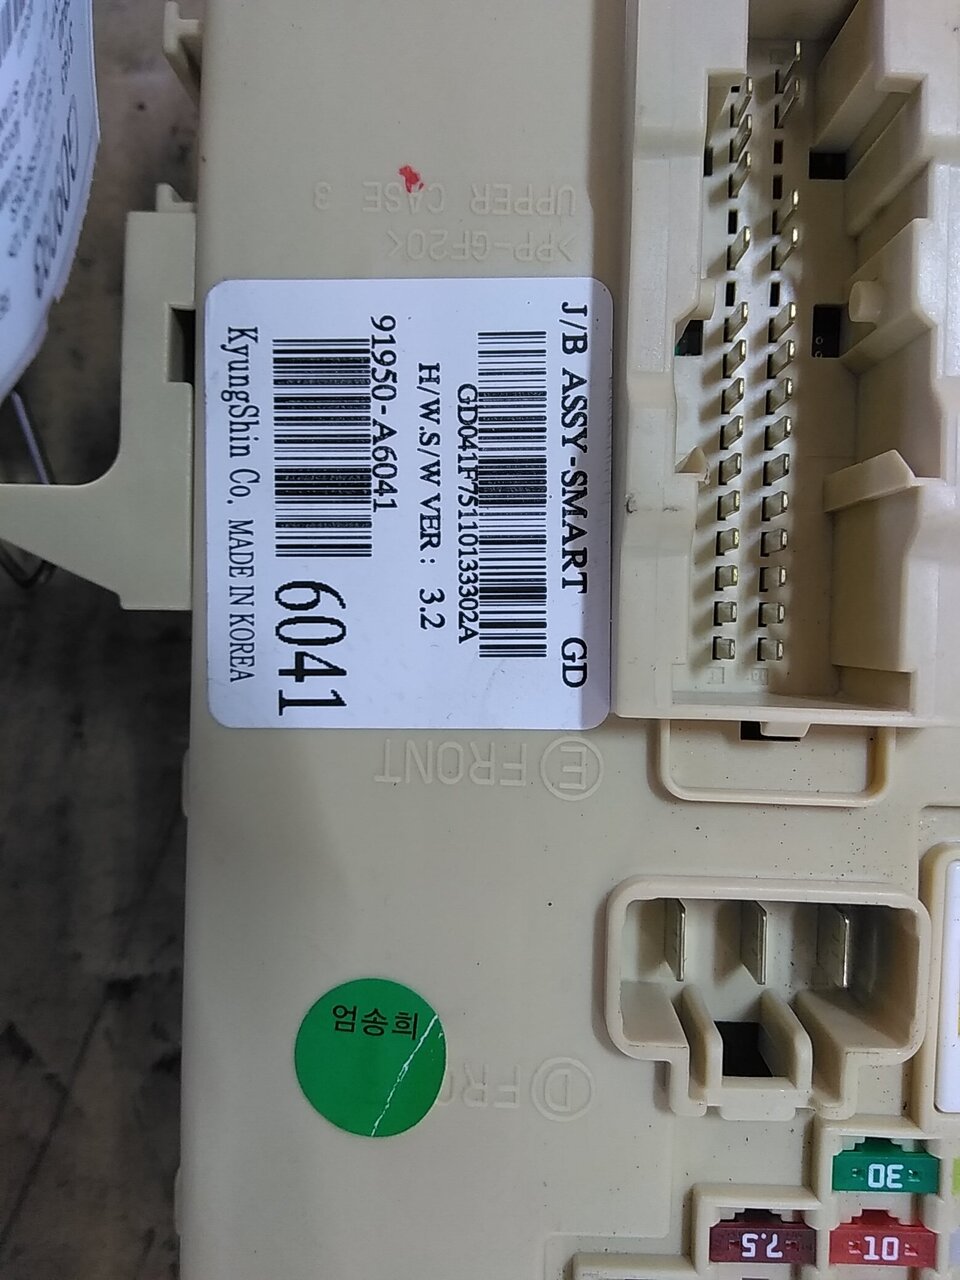 UPPER CASE 3
>PP-GF20<
J/B ASSY-SMART GD
GD041F75110133302A
H/W.S/W VER : 3.2
91950-A6041
6041
KyungShin Co. MADE IN KOREA
E FRONT
엄송희
D
30
7.5
10